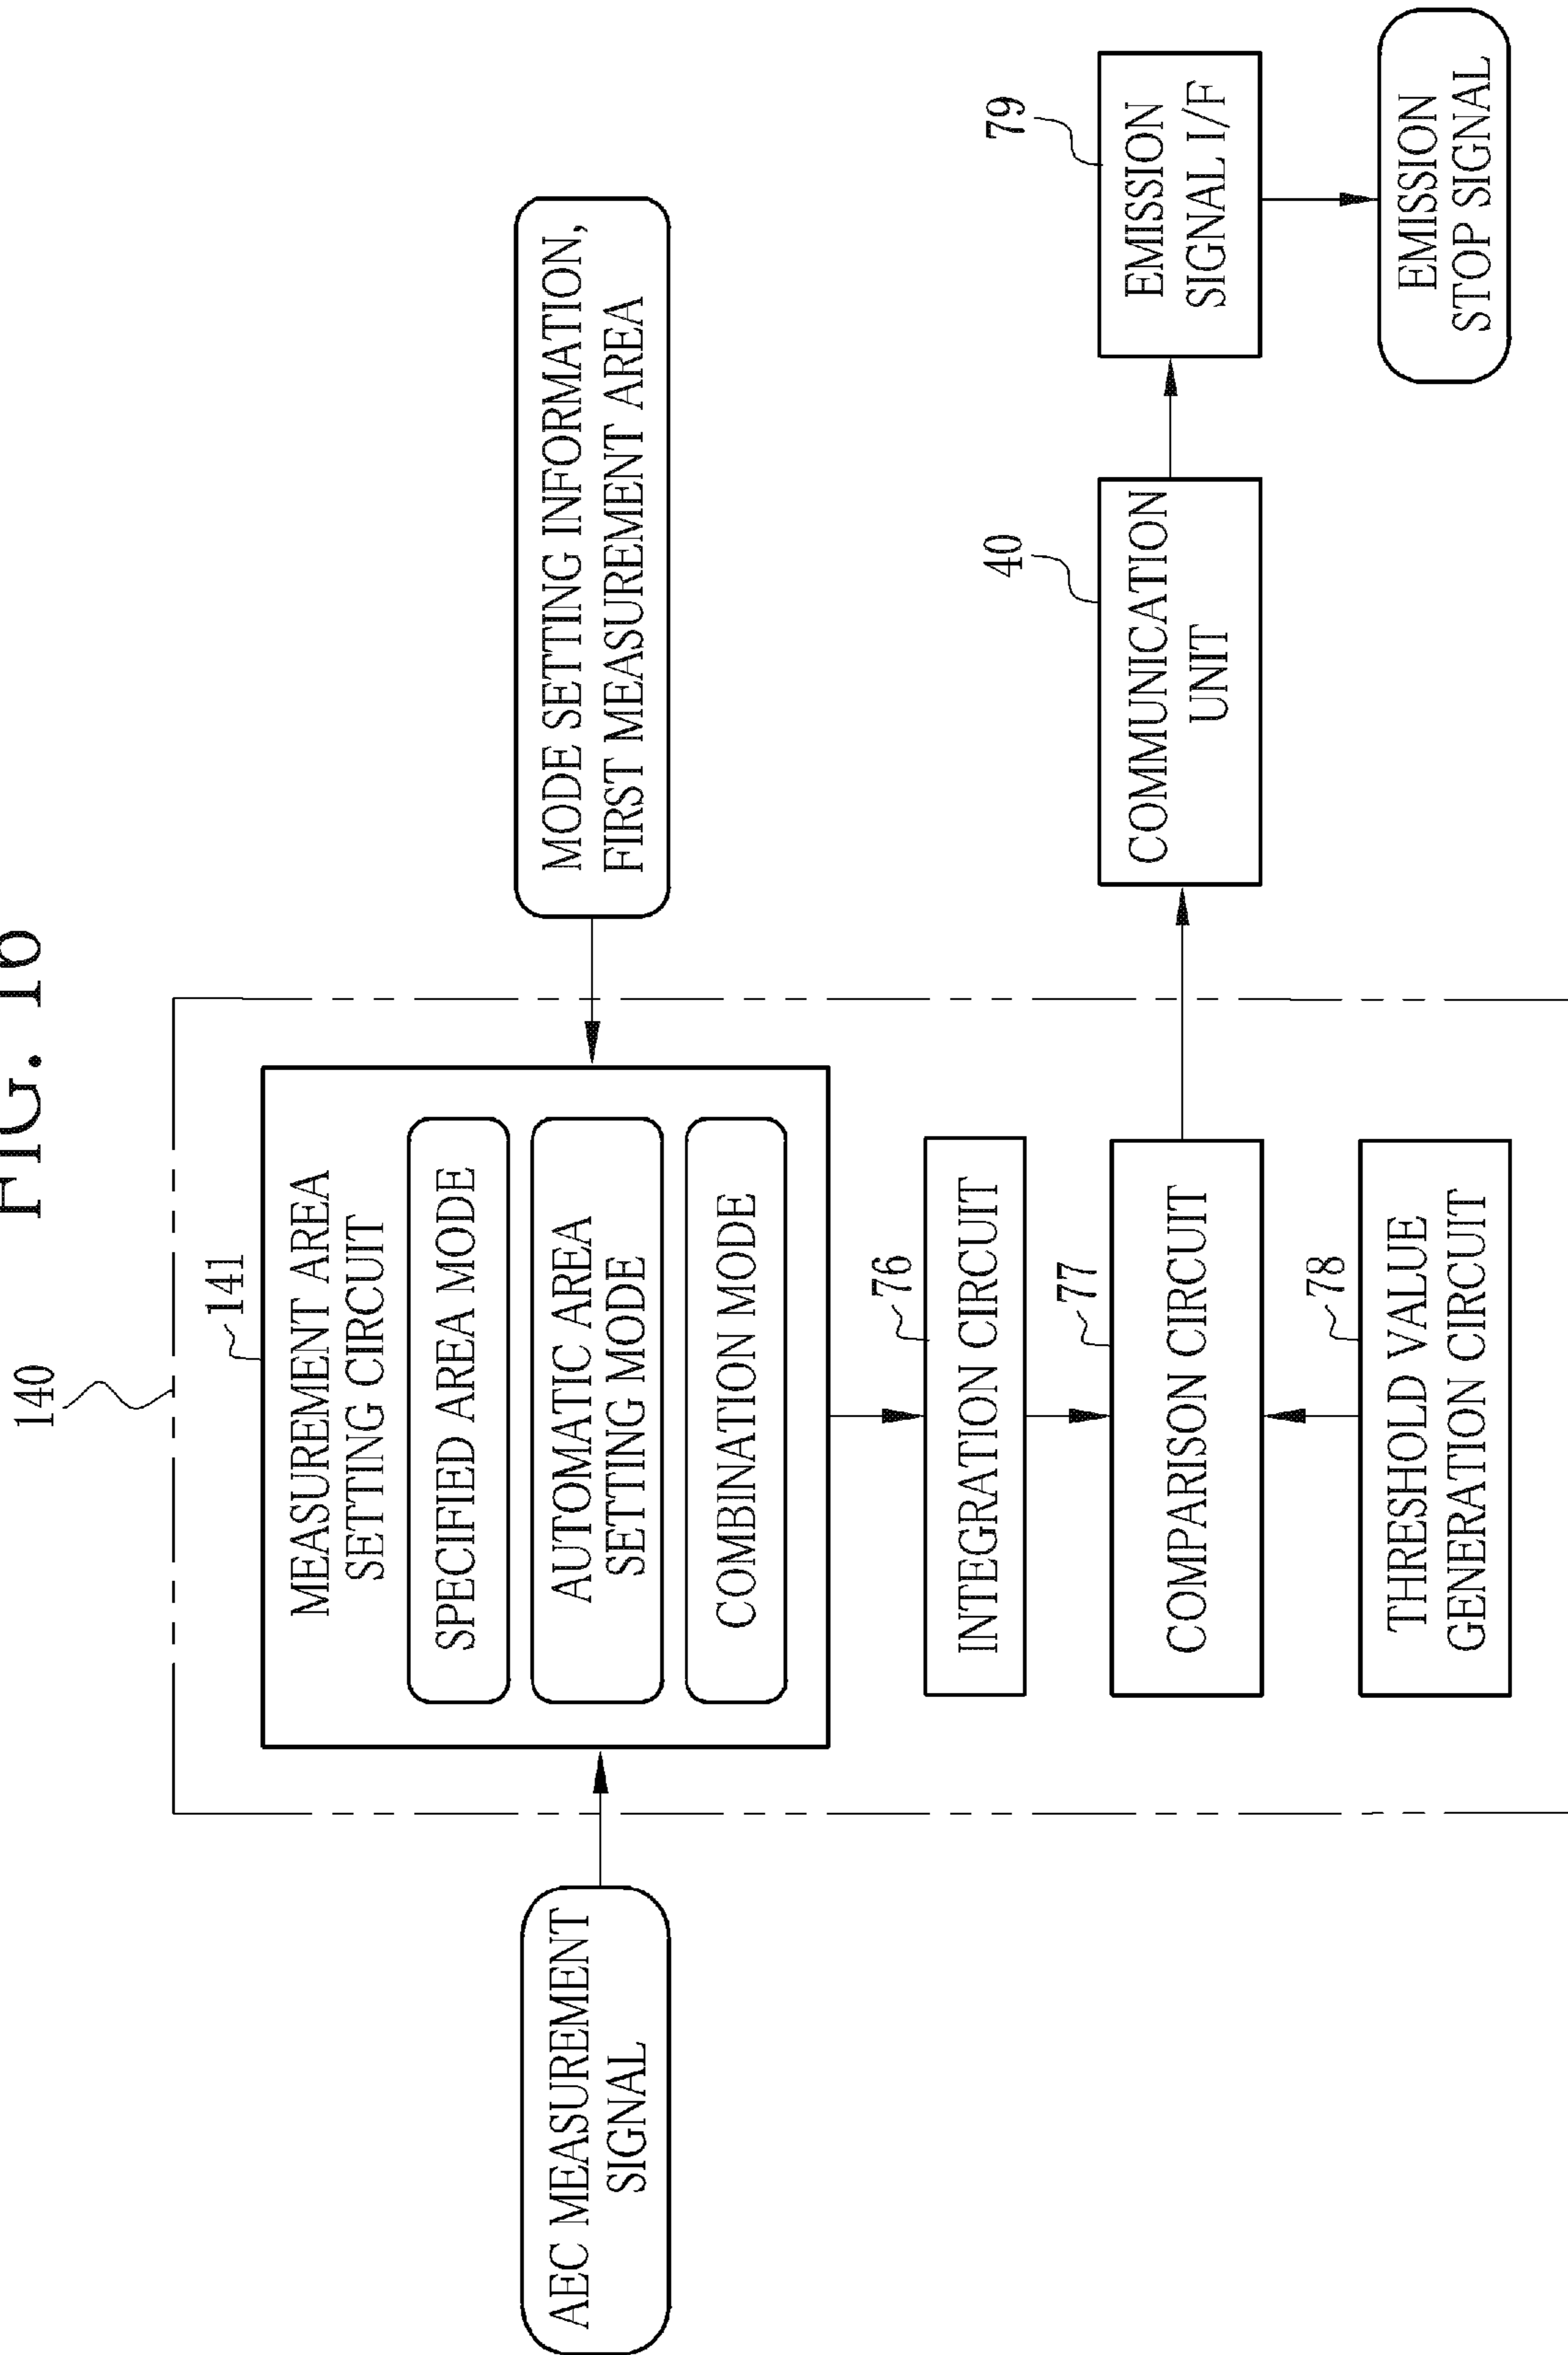 FIG. 16
140
141
MEASUREMENT AREA
SETTING CIRCUIT
SPECIFIED AREA MODE
AUTOMATIC AREA
SETTING MODE
COMBINATION MODE
AEC MEASUREMENT
SIGNAL
MODE SETTING INFORMATION,
FIRST MEASUREMENT AREA
76
INTEGRATION CIRCUIT
77
COMPARISON CIRCUIT
78
THRESHOLD VALUE
GENERATION CIRCUIT
40
COMMUNICATION
UNIT
79
EMISSION
SIGNAL I/F
EMISSION
STOP SIGNAL